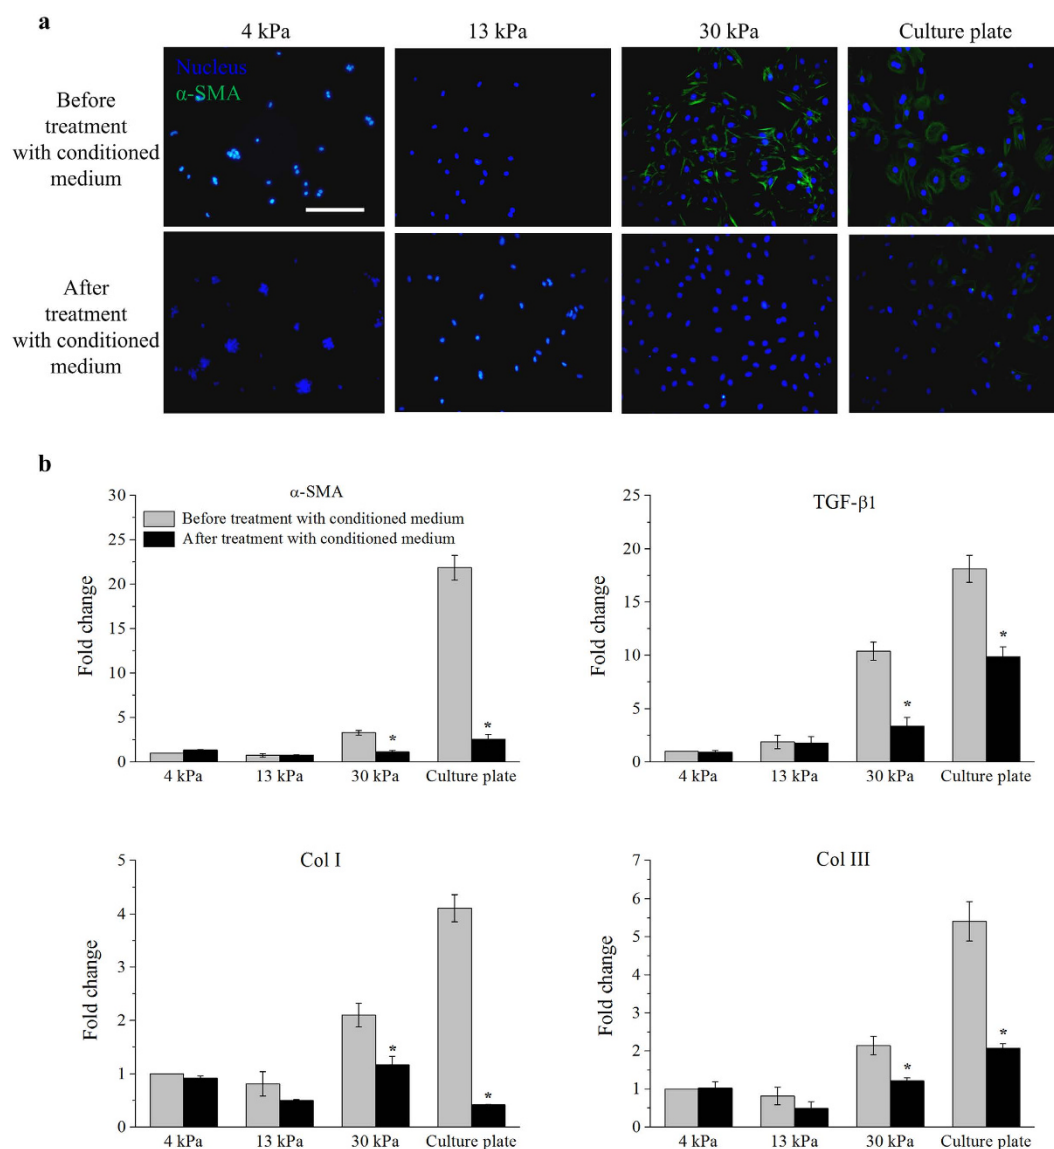 a
4 kPa
13 kPa
30 kPa
Culture plate
Nucleus
α-SMA
Before
treatment
with conditioned
medium
After
treatment
with conditioned
medium
b
α-SMA
Before treatment with conditioned medium
After treatment with conditioned medium
Fold change
30
25
20
15
10
5
0
*
*
4 kPa
13 kPa
30 kPa
Culture plate
TGF-β1
Fold change
25
20
15
10
5
0
*
*
4 kPa
13 kPa
30 kPa
Culture plate
Col I
Fold change
5
4
3
2
1
0
*
*
4 kPa
13 kPa
30 kPa
Culture plate
Col III
Fold change
7
6
5
4
3
2
1
0
*
*
4 kPa
13 kPa
30 kPa
Culture plate